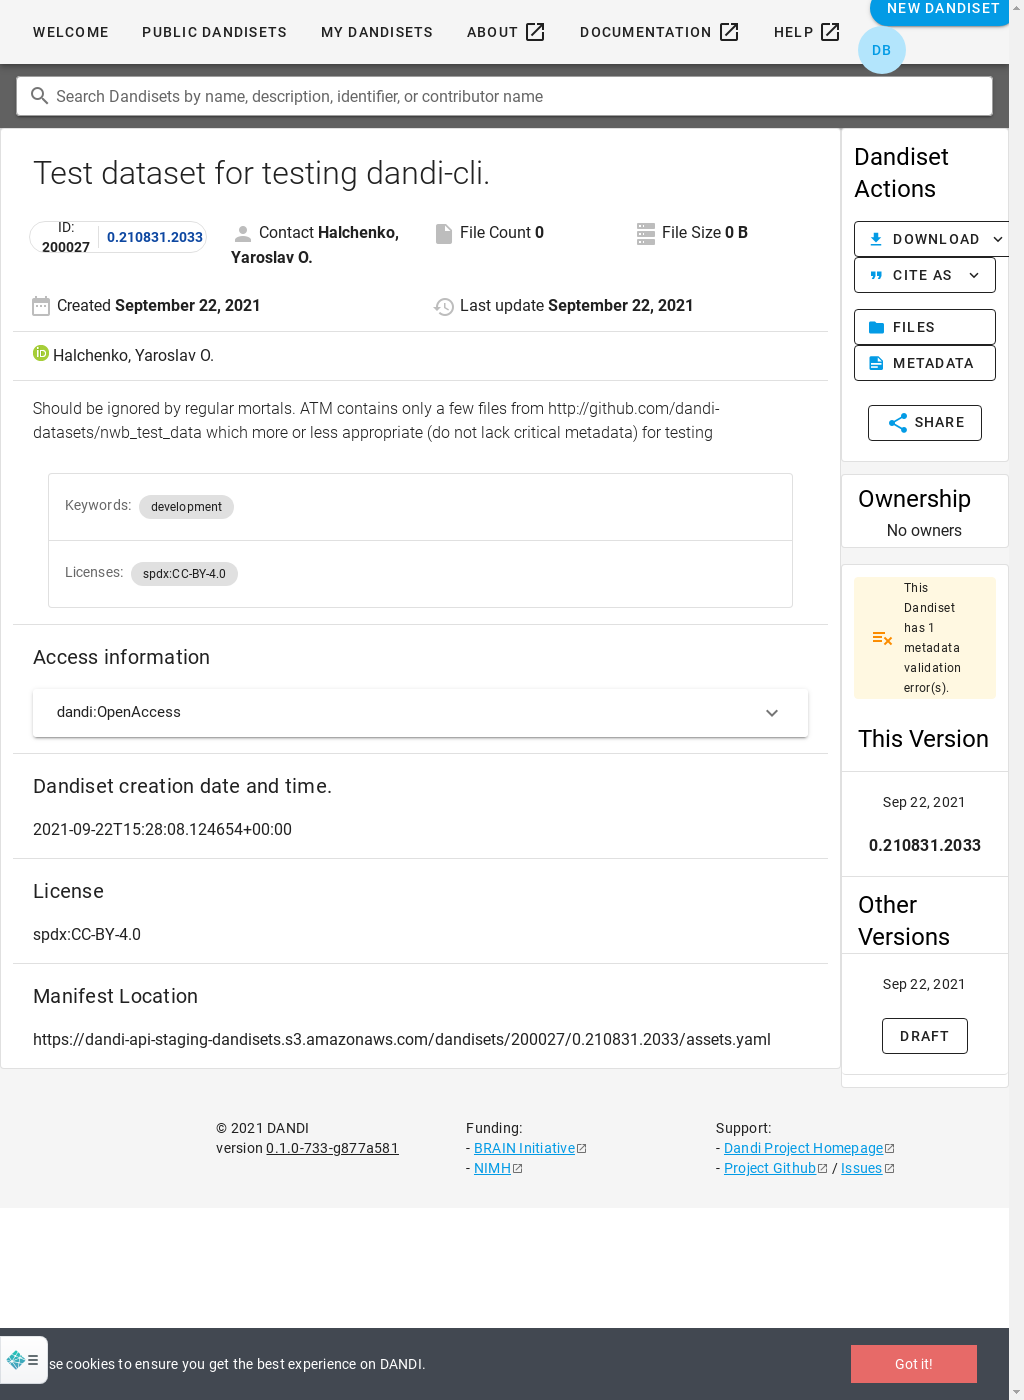 WELCOME PUBLIC DANDISETS MY DANDISETS ABOUT DOCUMENTATION HELP NEW DANDISET
DB
Search Dandisets by name, description, identifier, or contributor name
Test dataset for testing dandi-cli.
ID: 200027 0.210831.2033
Contact Halchenko, Yaroslav O.
File Count 0
File Size 0 B
Created September 22, 2021
Last update September 22, 2021
Halchenko, Yaroslav O.
Should be ignored by regular mortals. ATM contains only a few files from http://github.com/dandi-
datasets/nwb_test_data which more or less appropriate (do not lack critical metadata) for testing
Keywords: development
Licenses: spdx:CC-BY-4.0
Access information
dandi:OpenAccess
Dandiset creation date and time.
2021-09-22T15:28:08.124654+00:00
License
spdx:CC-BY-4.0
Manifest Location
https://dandi-api-staging-dandisets.s3.amazonaws.com/dandisets/200027/0.210831.2033/assets.yaml
Dandiset
Actions
DOWNLOAD
CITE AS
FILES
METADATA
SHARE
Ownership
No owners
This
Dandiset
has 1
metadata
validation
error(s).
This Version
Sep 22, 2021
0.210831.2033
Other
Versions
Sep 22, 2021
DRAFT
© 2021 DANDI
version 0.1.0-733-g877a581
Funding:
- BRAIN Initiative
- NIMH
Support:
- Dandi Project Homepage
- Project Github / Issues
se cookies to ensure you get the best experience on DANDI.
Got it!